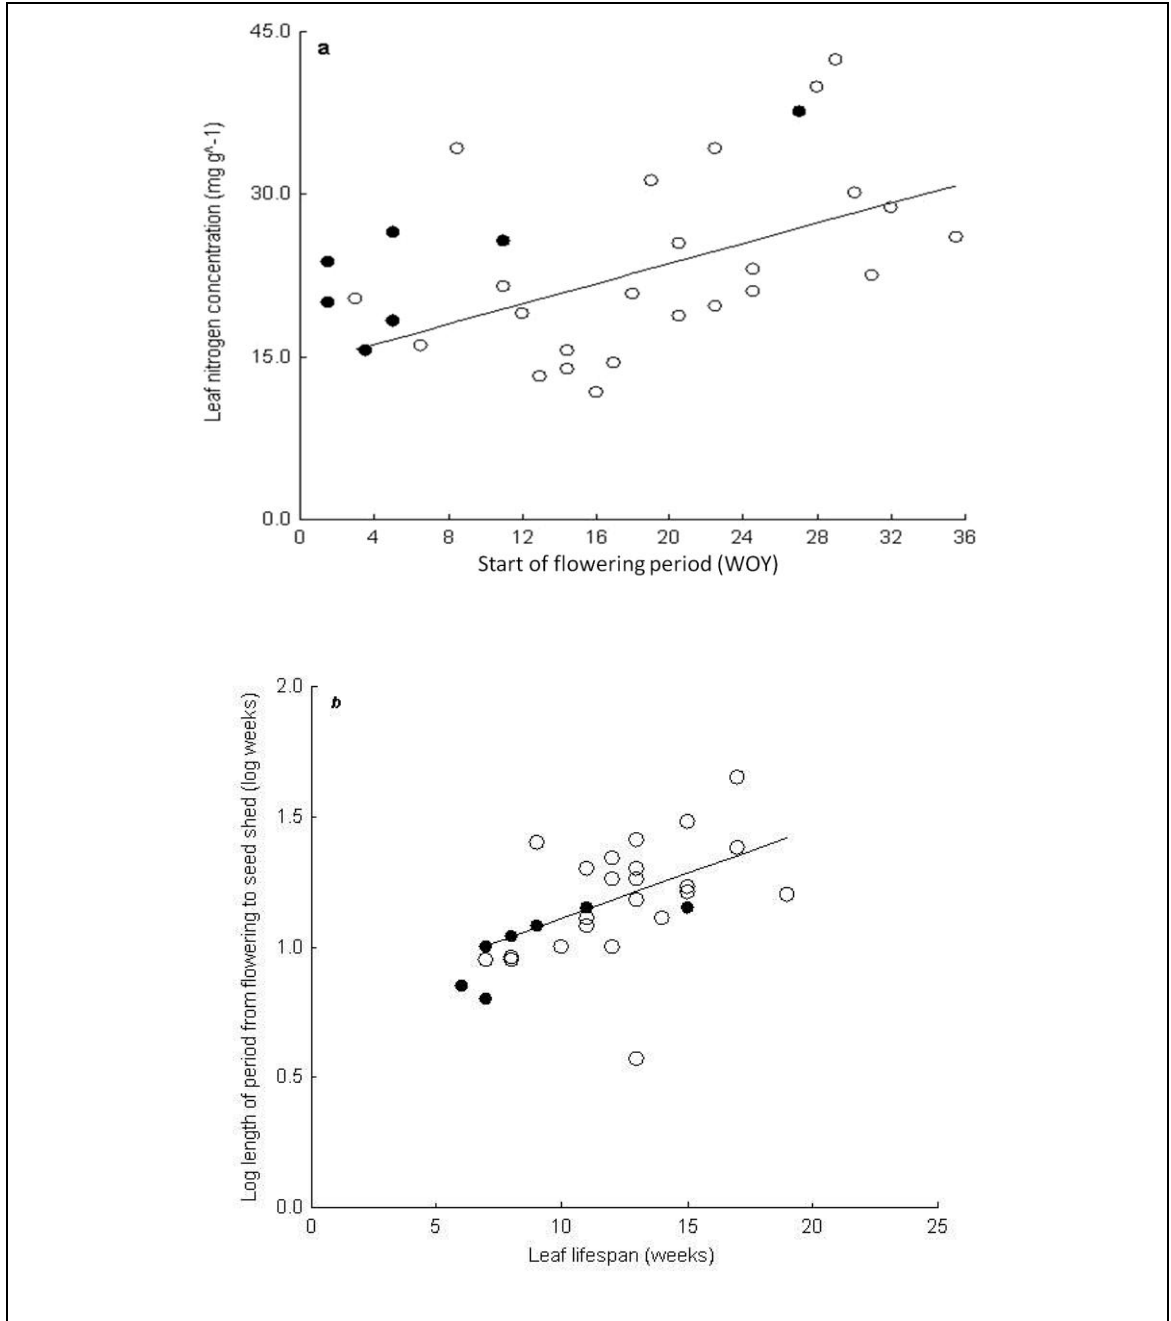 45.0
a
30.0
15.0
0.0
Leaf nitrogen concentration (mg g^-1)
0 4 8 12 16 20 24 28 32 36
Start of flowering period (WOY)
2.0
b
1.5
1.0
0.5
0.0
Log length of period from flowering to seed shed (log weeks)
0 5 10 15 20 25
Leaf lifespan (weeks)